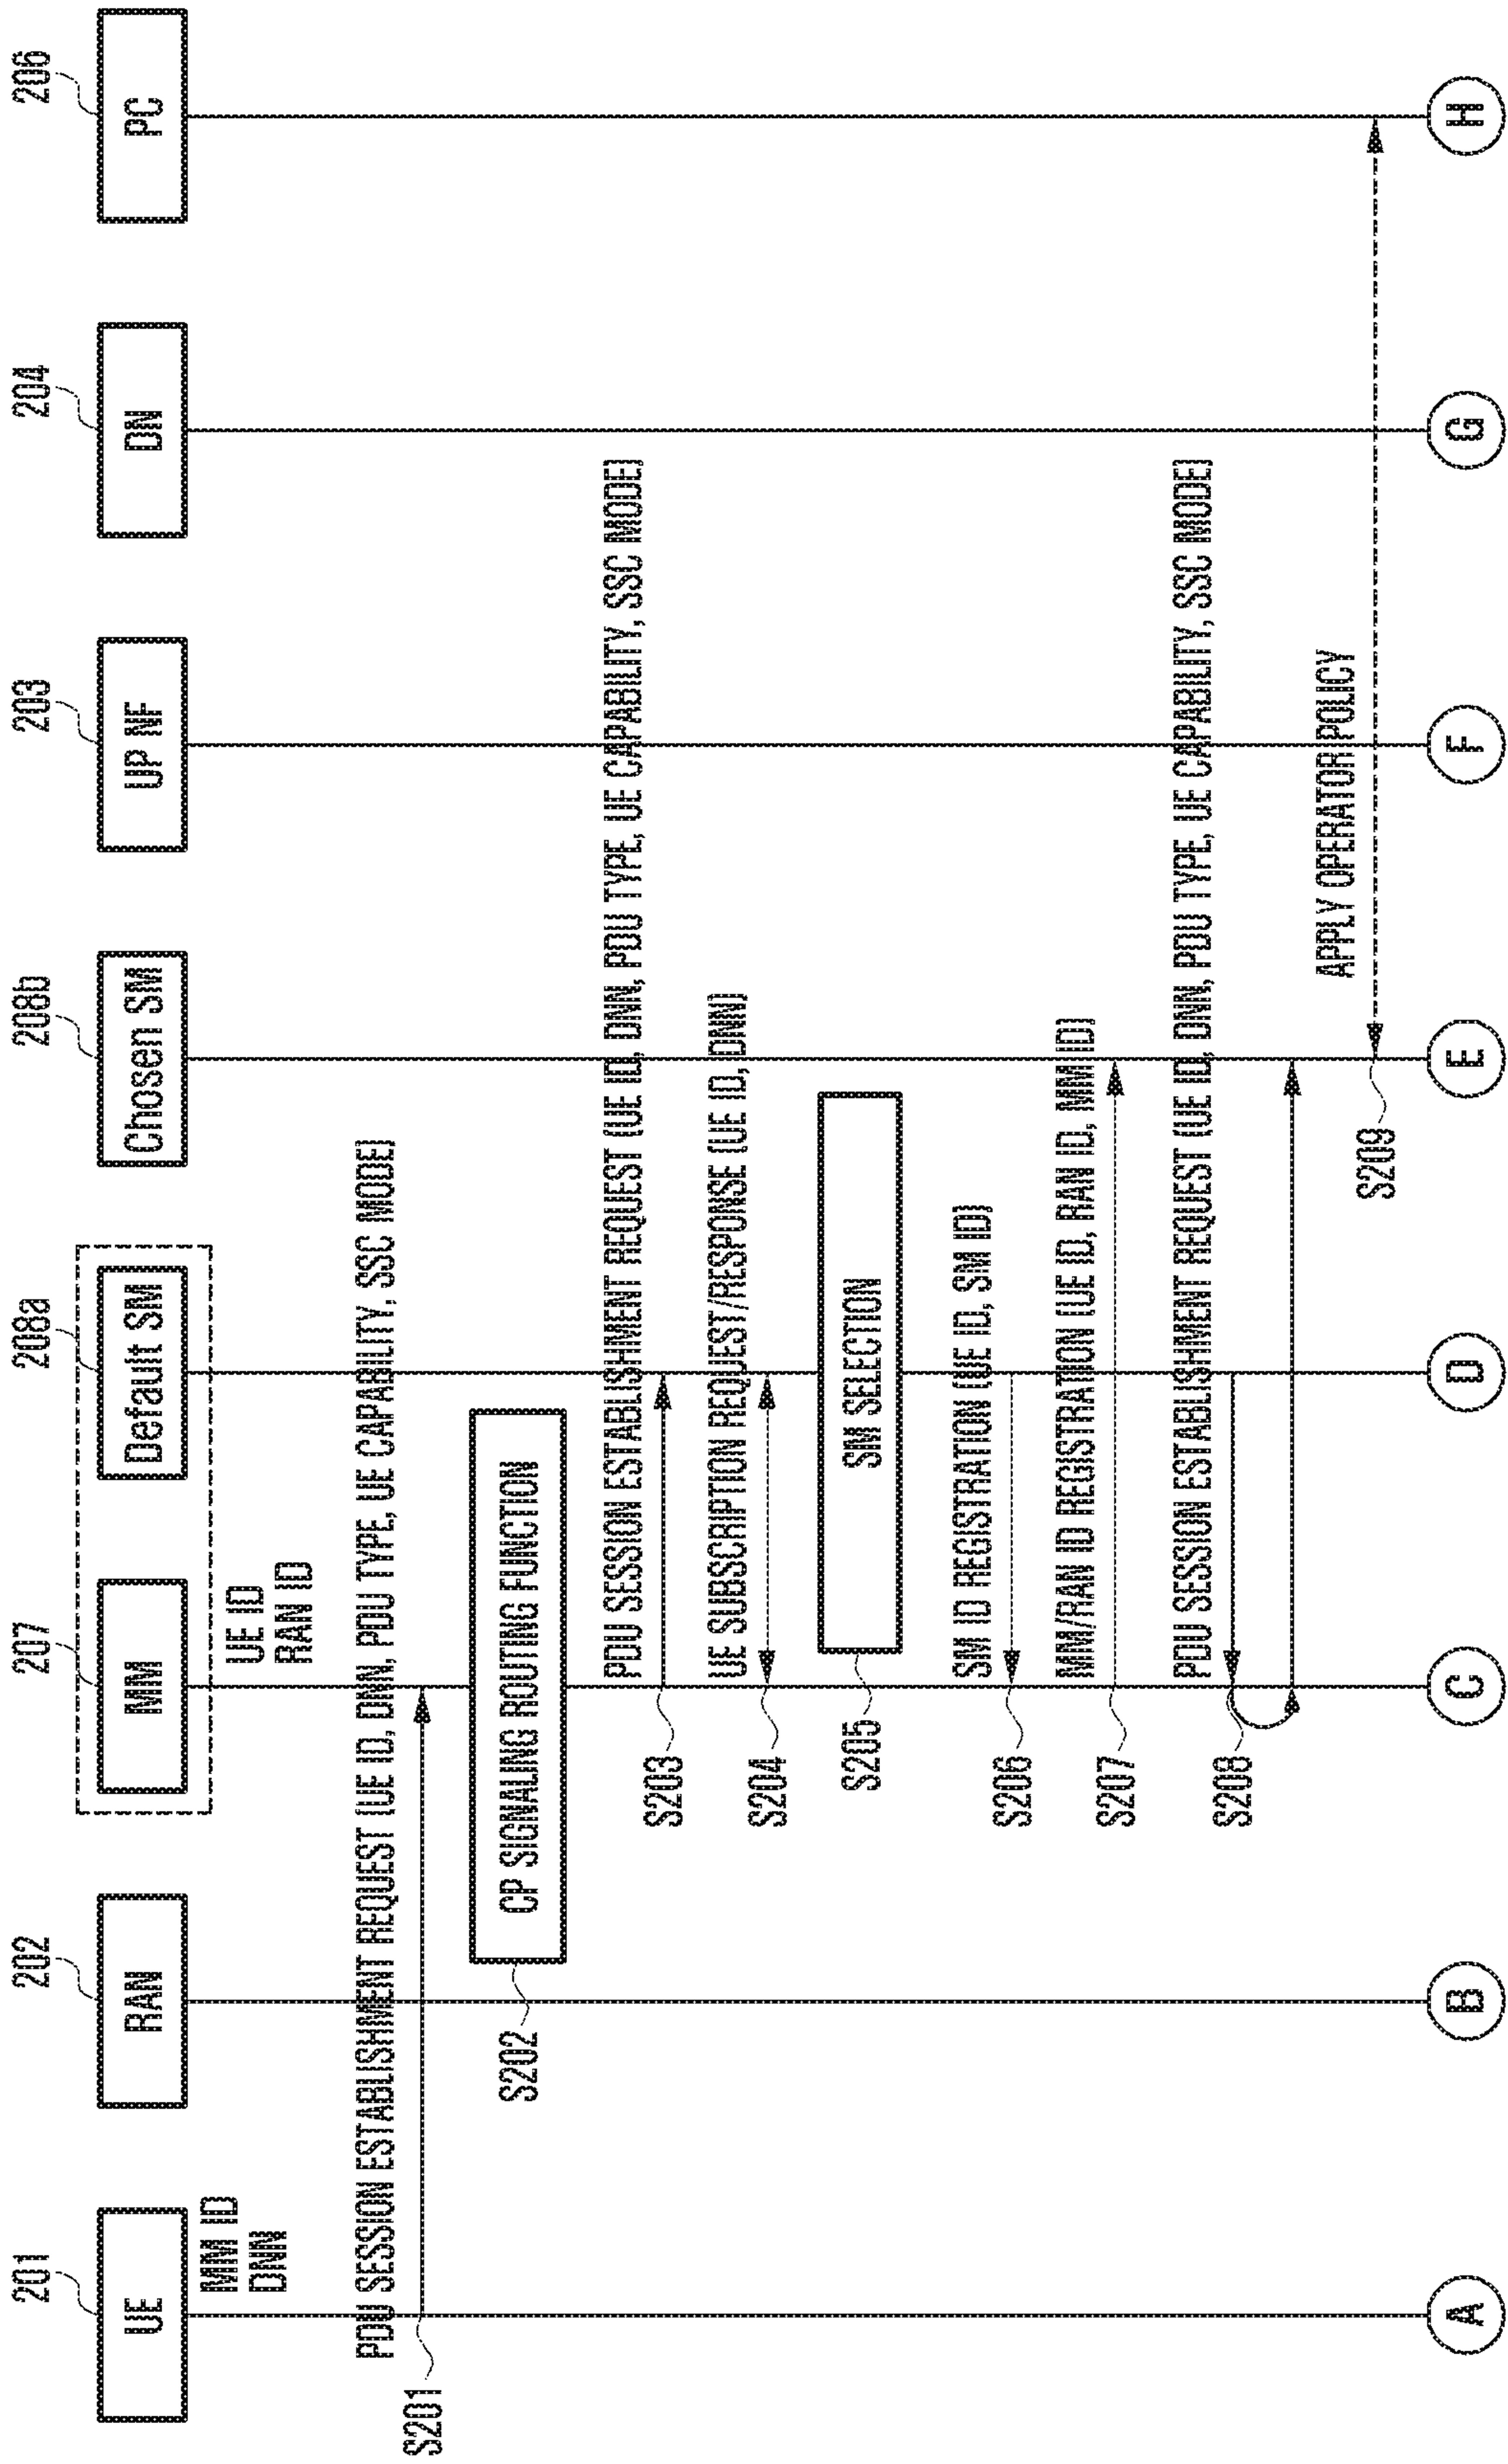 201
202
207
208a
208b
203
204
206
UE
RAN
MM
Default SM
Chosen SM
UP NF
DN
PC
MM ID
DNN
UE ID
RAN ID
PDU SESSION ESTABLISHMENT REQUEST (UE ID, DNN, PDU TYPE, UE CAPABILITY, SSC MODE)
S201
CP SIGNALING ROUTING FUNCTION
S202
PDU SESSION ESTABLISHMENT REQUEST (UE ID, DNN, PDU TYPE, UE CAPABILITY, SSC MODE)
S203
UE SUBSCRIPTION REQUEST/RESPONSE (UE ID, DNN)
S204
SM SELECTION
S205
SM ID REGISTRATION (UE ID, SM ID)
S206
MM/RAN ID REGISTRATION (UE ID, RAN ID, MM ID)
S207
PDU SESSION ESTABLISHMENT REQUEST (UE ID, DNN, PDU TYPE, UE CAPABILITY, SSC MODE)
S208
APPLY OPERATOR POLICY
S209
A
B
C
D
E
F
G
H